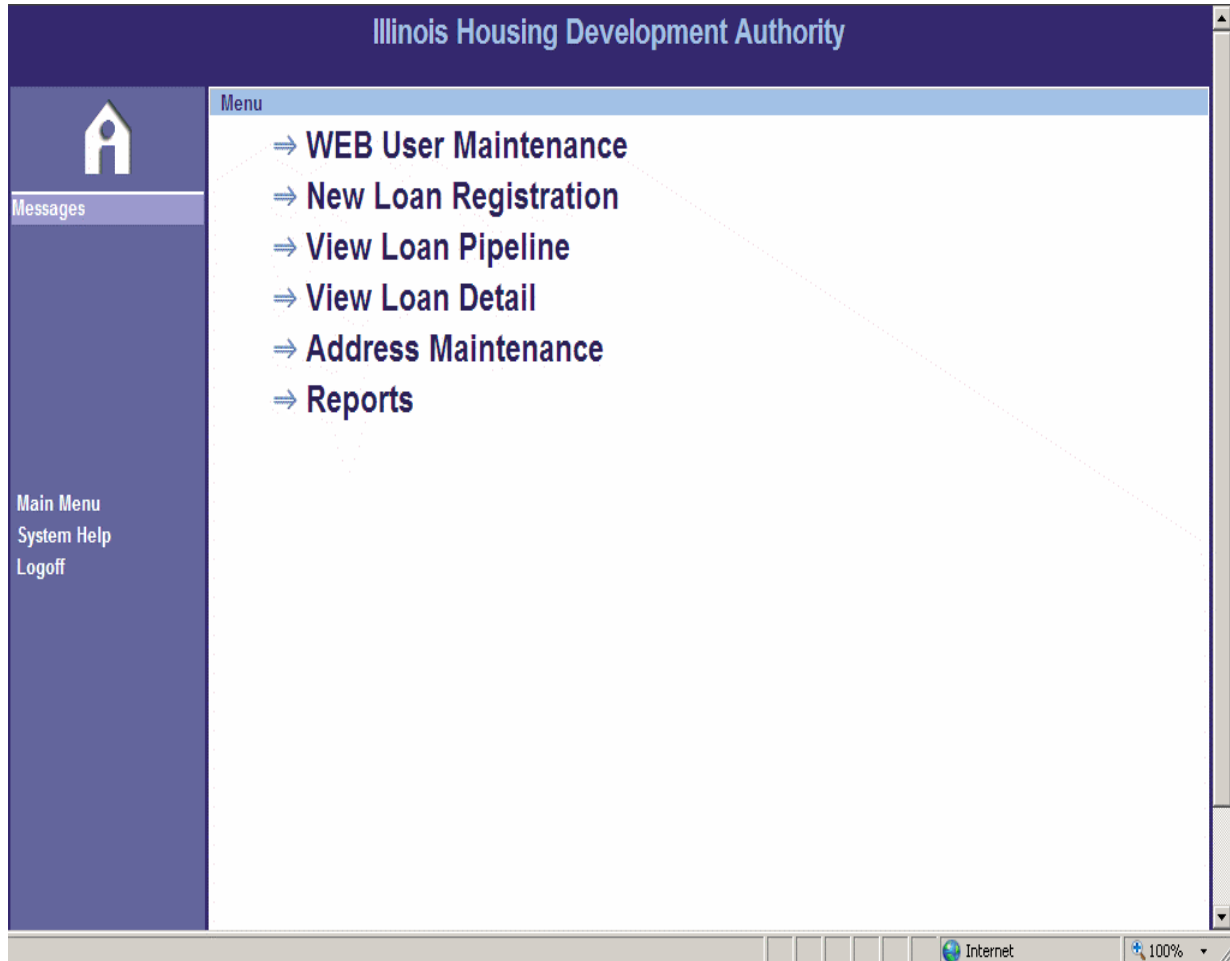 Illinois Housing Development Authority
Menu
⇒ WEB User Maintenance
⇒ New Loan Registration
⇒ View Loan Pipeline
⇒ View Loan Detail
⇒ Address Maintenance
⇒ Reports
Messages
Main Menu
System Help
Logoff
Internet
100%